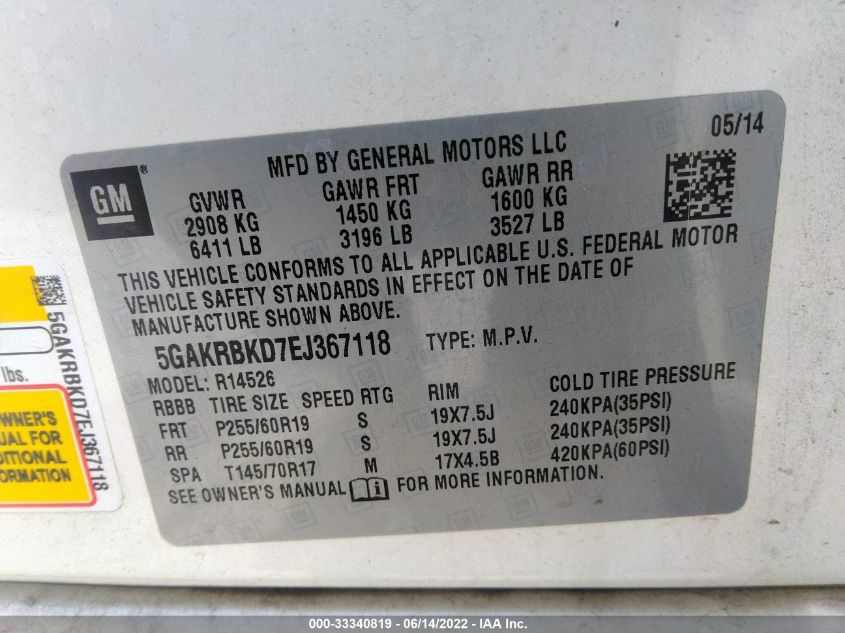 05/14
MFD BY GENERAL MOTORS LLC
GM®
GVWR GAWR FRT GAWR RR
2908 KG 1450 KG 1600 KG
6411 LB 3196 LB 3527 LB
THIS VEHICLE CONFORMS TO ALL APPLICABLE U.S. FEDERAL MOTOR
VEHICLE SAFETY STANDARDS IN EFFECT ON THE DATE OF
MANUFACTURE SHOWN ABOVE.
5GAKRBKD7EJ367118 TYPE: M.P.V.
MODEL: R14526
RBBB TIRE SIZE SPEED RTG RIM COLD TIRE PRESSURE
FRT P255/60R19 S 19X7.5J 240KPA(35PSI)
RR P255/60R19 S 19X7.5J 240KPA(35PSI)
SPA T145/70R17 M 17X4.5B 420KPA(60PSI)
SEE OWNER'S MANUAL FOR MORE INFORMATION.
5GAKRBKD7EJ367118
lbs.
OWNER'S
FOR
000-33340819 - 06/14/2022 - IAA Inc.